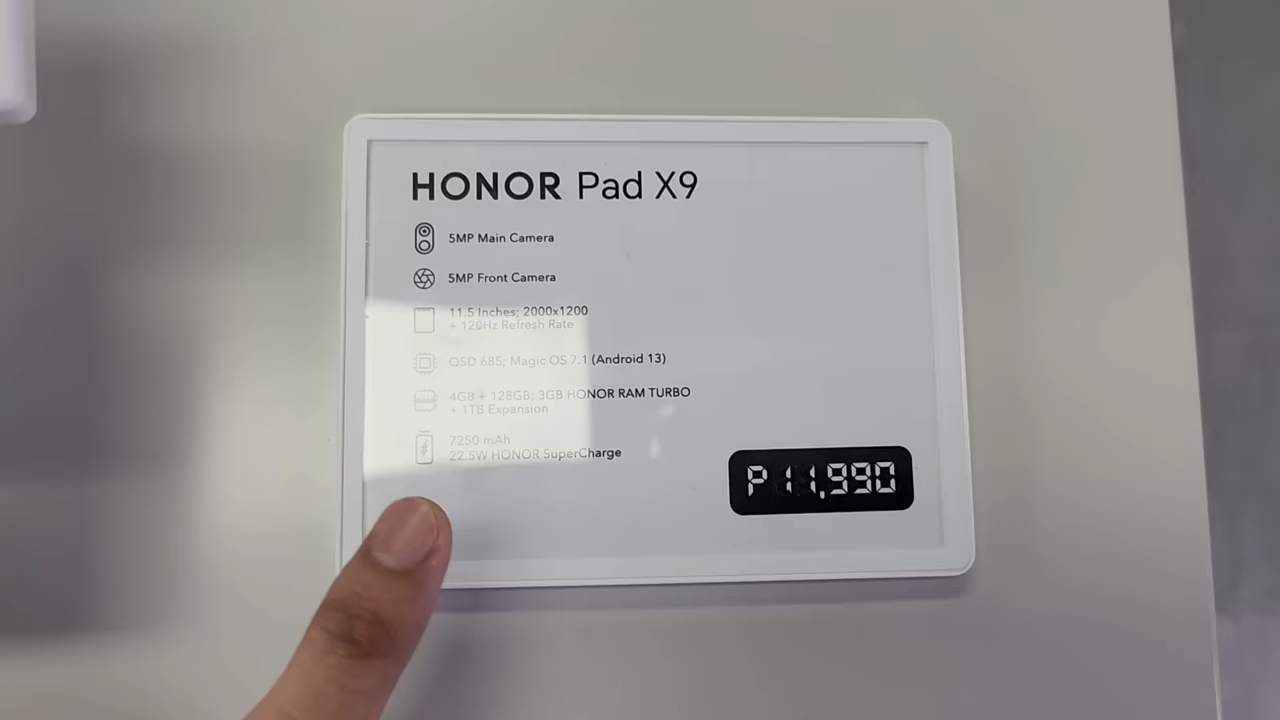 HONOR Pad X9
5MP Main Camera
5MP Front Camera
11.5 Inches; 2000x1200
+ 120Hz Refresh Rate
QSD 685; Magic OS 7.1 (Android 13)
4GB + 128GB; 3GB HONOR RAM TURBO
+ 1TB Expansion
7250 mAh
22.5W HONOR SuperCharge
P11,990